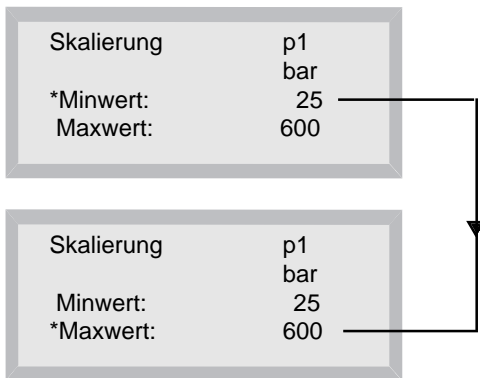 Skalierung p1
bar
*Minwert: 25
Maxwert: 600
Skalierung p1
bar
Minwert: 25
*Maxwert: 600